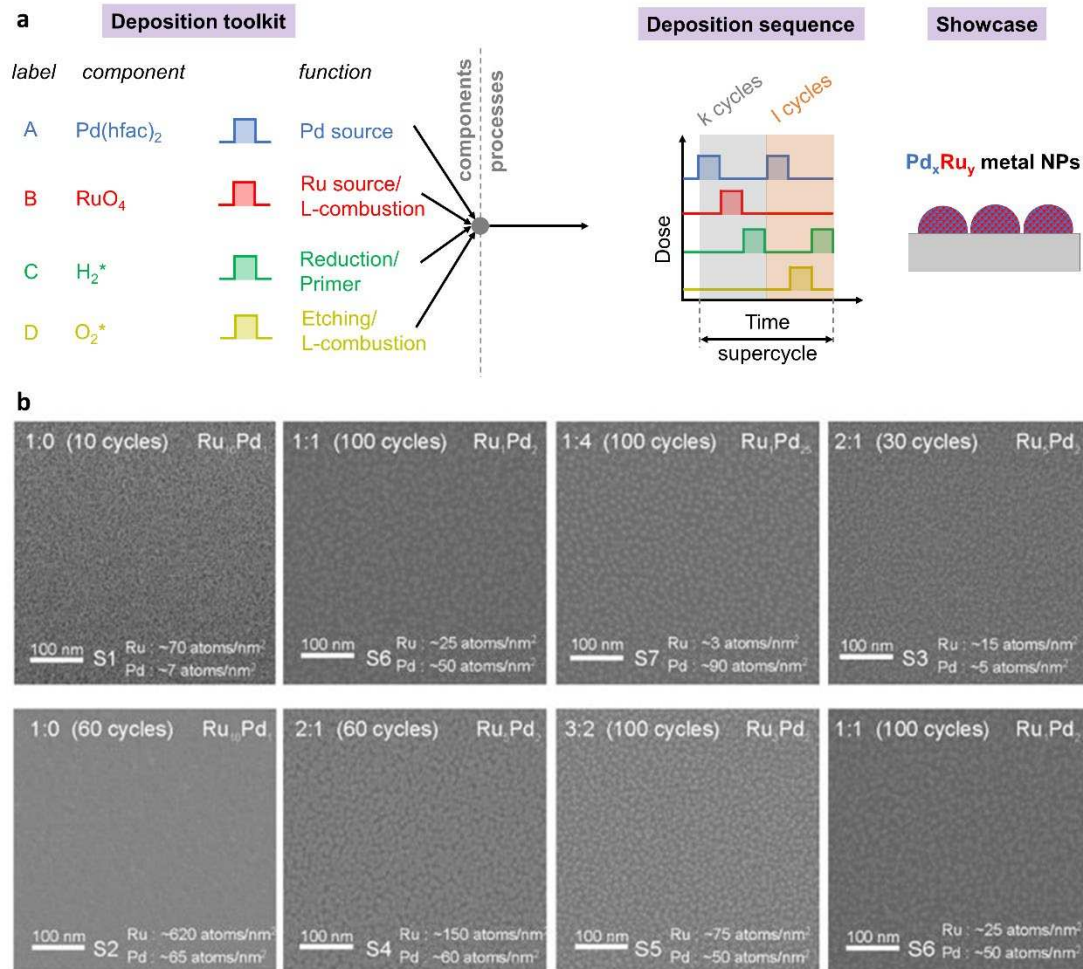 a
Deposition toolkit
Deposition sequence
Showcase
label component function
components
processes
A Pd(hfac)₂ Pd source
B RuO₄ Ru source/
L-combustion
C H₂* Reduction/
Primer
D O₂* Etching/
L-combustion
k cycles
l cycles
Dose
Time
supercycle
PdₓRuᵧ metal NPs
b
1:0 (10 cycles) Ru₁₀Pd₁
100 nm S1 Ru : ~70 atoms/nm²
Pd : ~7 atoms/nm²
1:1 (100 cycles) Ru₁Pd₂
100 nm S6 Ru : ~25 atoms/nm²
Pd : ~50 atoms/nm²
1:4 (100 cycles) Ru₁Pd₂₅
100 nm S7 Ru : ~3 atoms/nm²
Pd : ~90 atoms/nm²
2:1 (30 cycles)
100 nm S3 Ru : ~15 atoms/nm²
Pd : ~5 atoms/nm²
1:0 (60 cycles)
100 nm S2 Ru : ~620 atoms/nm²
Pd : ~65 atoms/nm²
2:1 (60 cycles)
100 nm S4 Ru : ~150 atoms/nm²
Pd : ~60 atoms/nm²
3:2 (100 cycles)
100 nm S5 Ru : ~75 atoms/nm²
Pd : ~50 atoms/nm²
1:1 (100 cycles)
100 nm S6 Ru : ~25 atoms/nm²
Pd : ~50 atoms/nm²